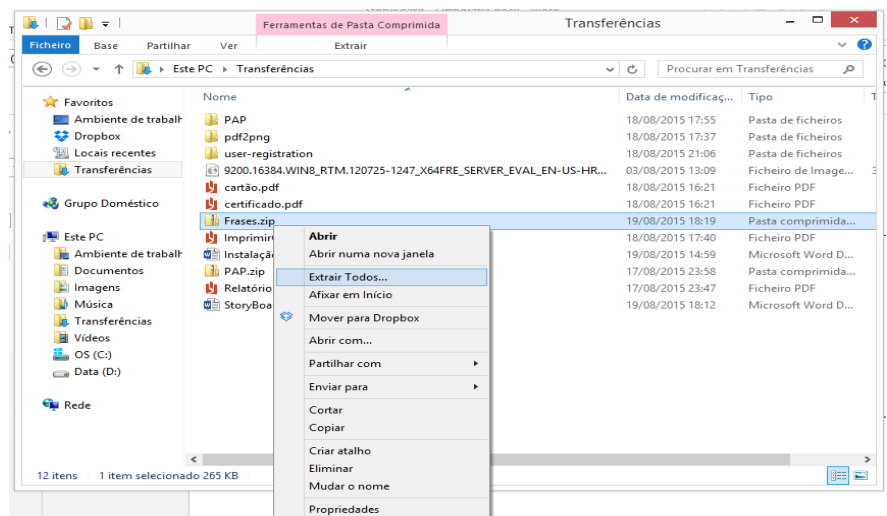 Ferramentas de Pasta Comprimida
Transferências
Ficheiro Base Partilhar Ver Extrair
Este PC Transferências
Procurar em Transferências
Nome Data de modificaç... Tipo
Favoritos
Ambiente de trabalh
Dropbox
Locais recentes
Transferências
Grupo Doméstico
Este PC
Ambiente de trabalh
Documentos
Imagens
Música
Transferências
Vídeos
OS (C:)
Data (D:)
Rede
PAP 18/08/2015 17:55 Pasta de ficheiros
pdf2png 18/08/2015 17:37 Pasta de ficheiros
user-registration 18/08/2015 21:06 Pasta de ficheiros
9200.16384.WIN8_RTM.120725-1247_X64FRE_SERVER_EVAL_EN-US-HR... 03/08/2015 13:09 Ficheiro de Image...
cartão.pdf 18/08/2015 16:21 Ficheiro PDF
certificado.pdf 18/08/2015 16:21 Ficheiro PDF
Frases.zip 19/08/2015 18:19 Pasta comprimida...
Imprimir 18/08/2015 17:40 Ficheiro PDF
Instalaçã 19/08/2015 14:59 Microsoft Word D...
PAP.zip 17/08/2015 23:58 Pasta comprimida...
Relatório 17/08/2015 23:47 Ficheiro PDF
StoryBoa 19/08/2015 18:12 Microsoft Word D...
Abrir
Abrir numa nova janela
Extrair Todos...
Afixar em Início
Mover para Dropbox
Abrir com...
Partilhar com
Enviar para
Cortar
Copiar
Criar atalho
Eliminar
Mudar o nome
Propriedades
12 itens 1 item selecionado 265 KB